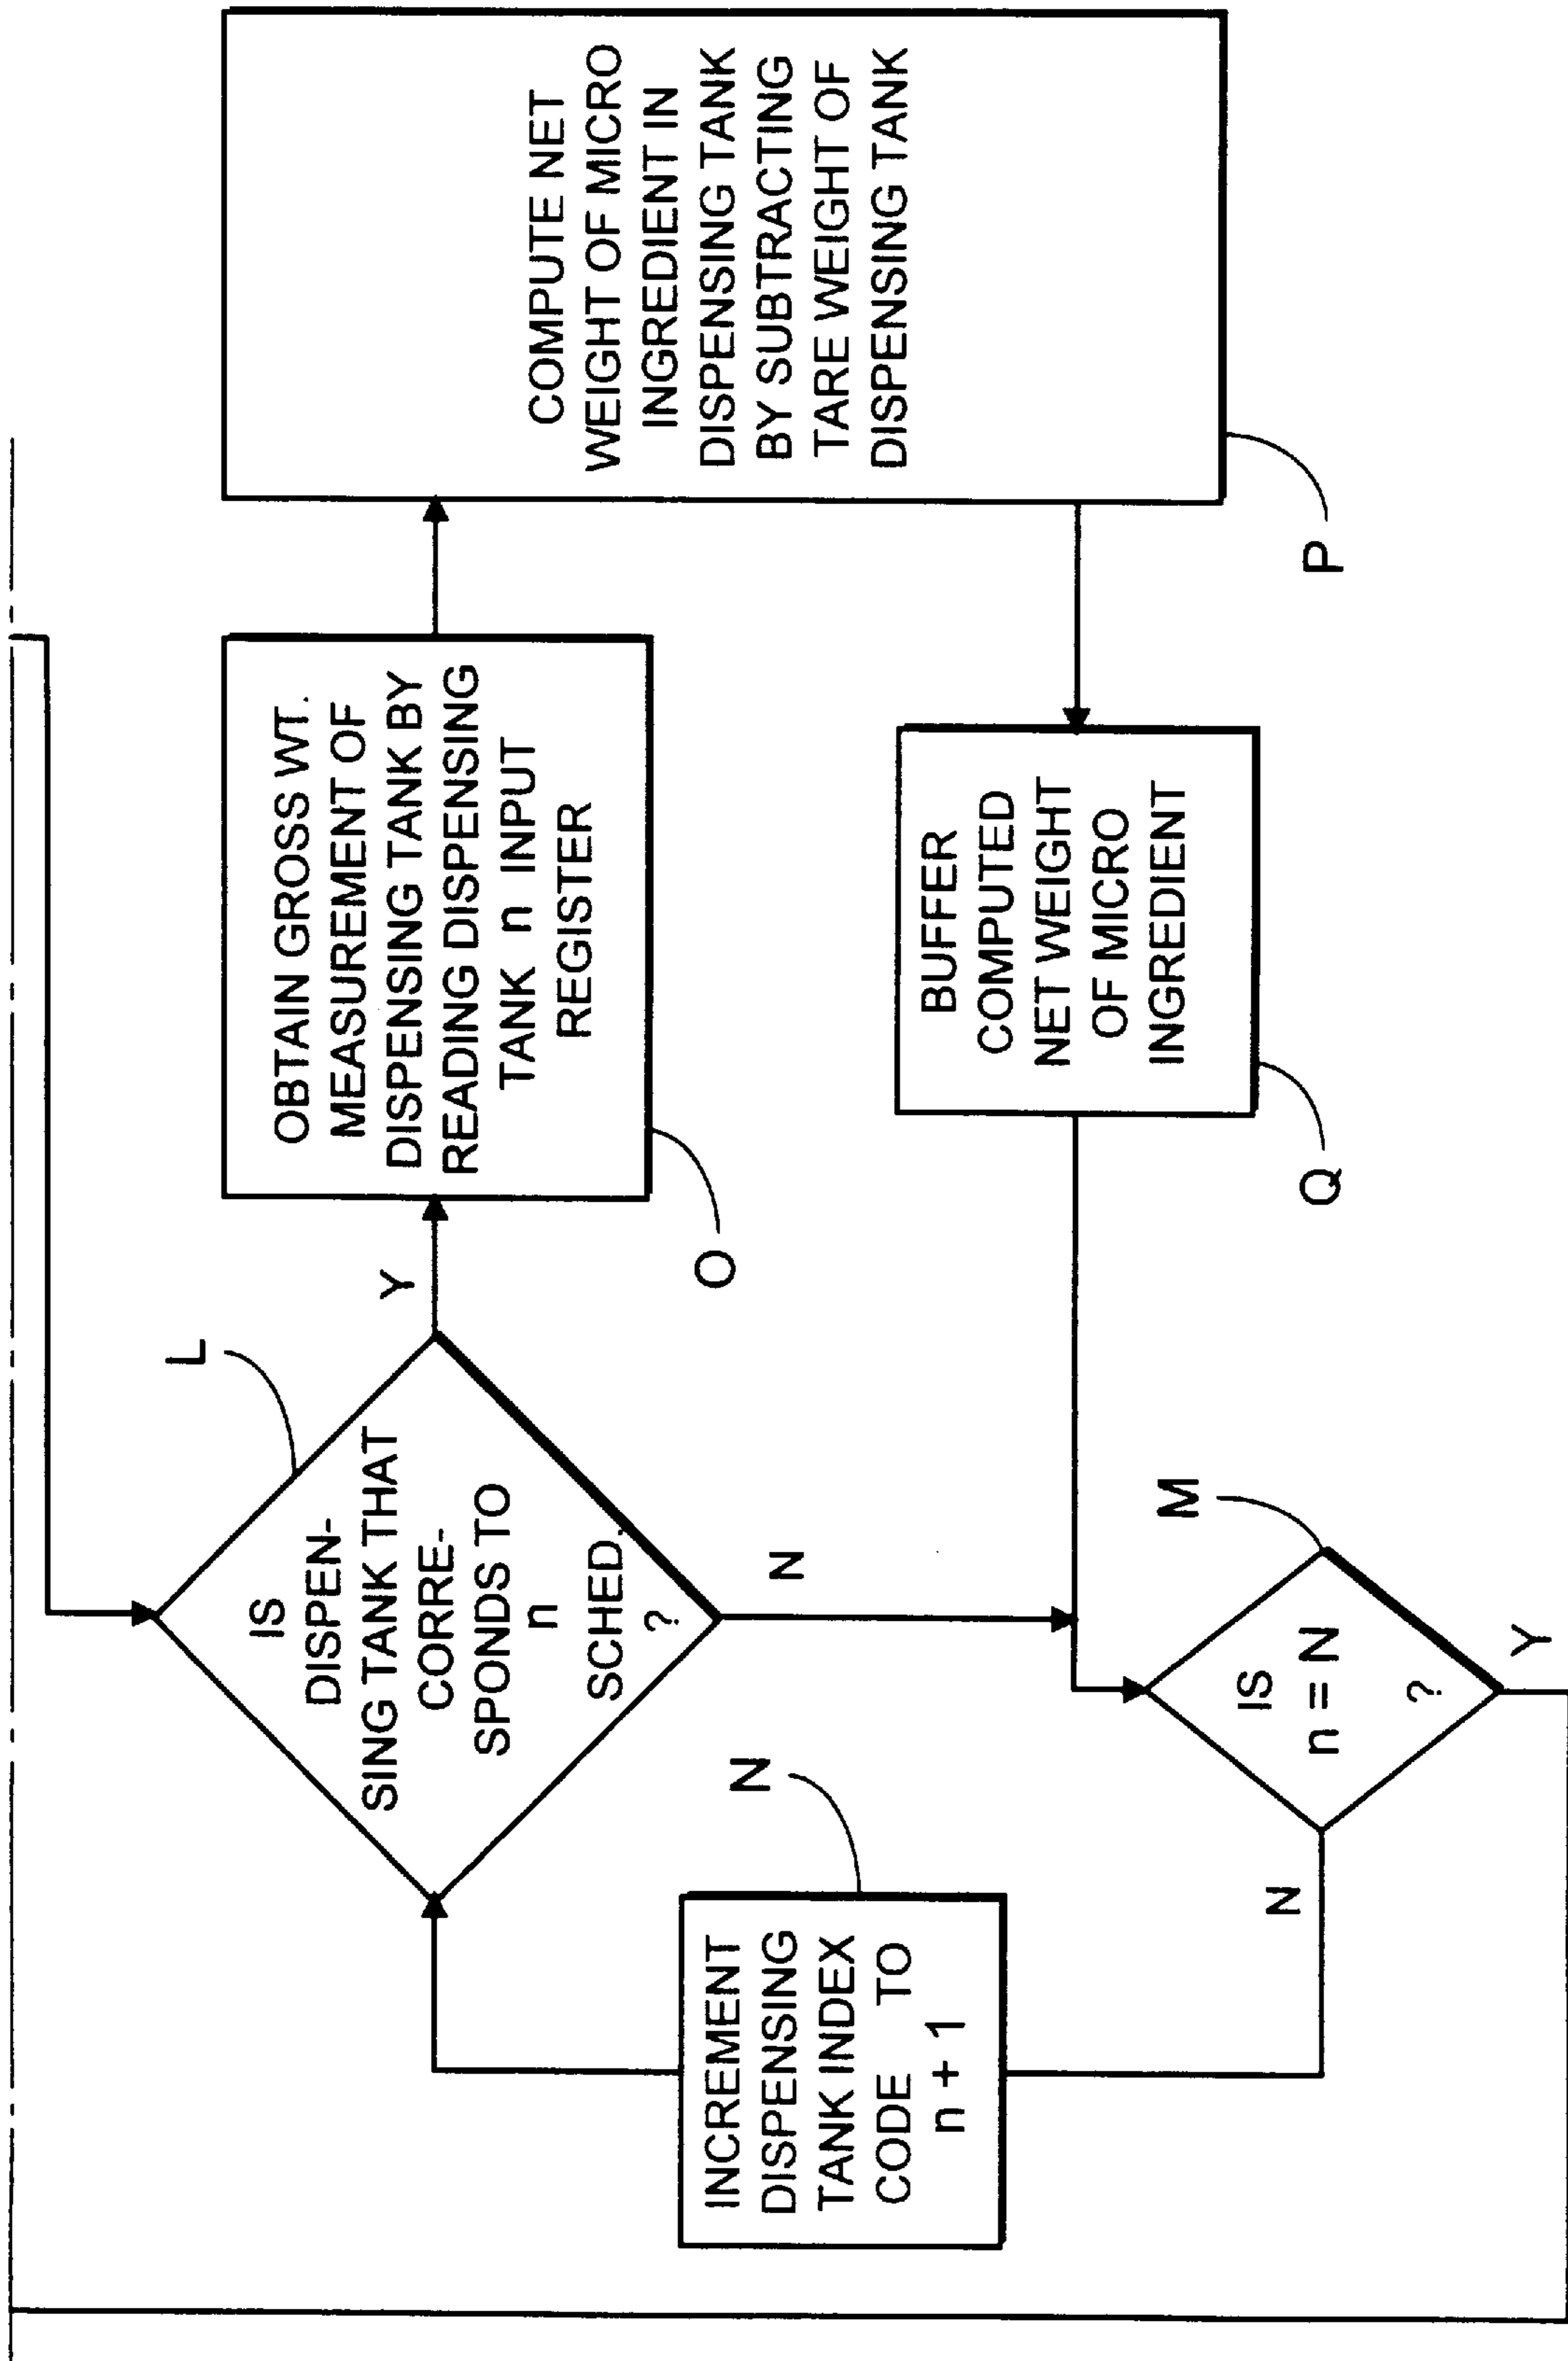 L
IS
DISPEN-
SING TANK THAT
CORRE-
SPONDS TO
n
SCHED.
?
Y
N
OBTAIN GROSS WT.
MEASUREMENT OF
DISPENSING TANK BY
READING DISPENSING
TANK n INPUT
REGISTER
O
COMPUTE NET
WEIGHT OF MICRO
INGREDIENT IN
DISPENSING TANK
BY SUBTRACTING
TARE WEIGHT OF
DISPENSING TANK
P
INCREMENT
DISPENSING
TANK INDEX
CODE TO
n + 1
N
BUFFER
COMPUTED
NET WEIGHT
OF MICRO
INGREDIENT
Q
M
IS
n = N
?
N
Y